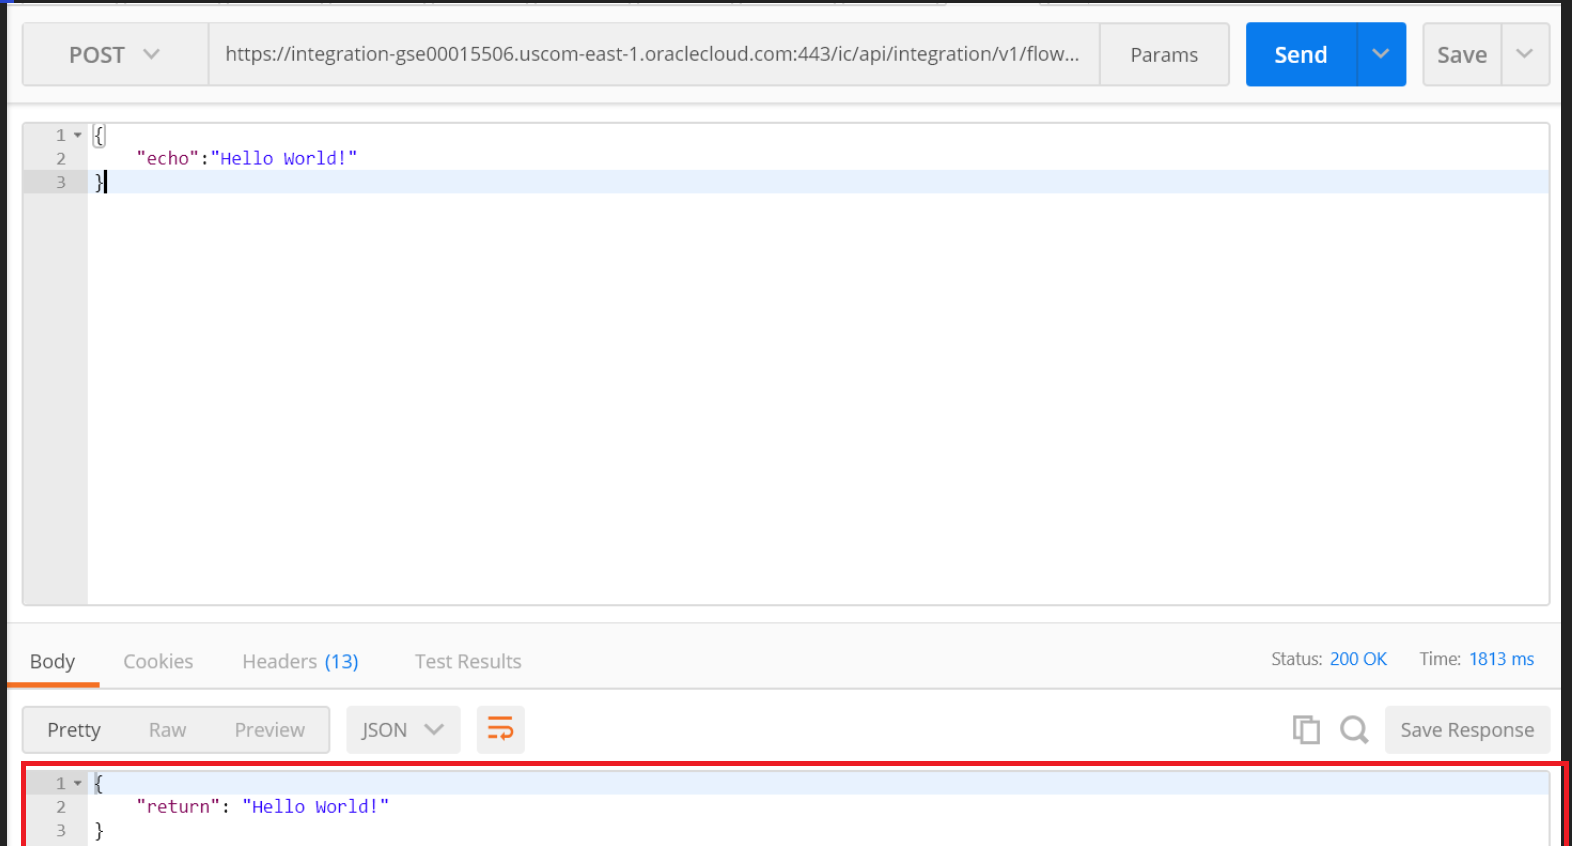 POST https://integration-gse00015506.uscom-east-1.oraclecloud.com:443/ic/api/integration/v1/flow... Params Send Save
1 {
2 "echo":"Hello World!"
3 }
Body Cookies Headers (13) Test Results Status: 200 OK Time: 1813 ms
Pretty Raw Preview JSON Save Response
1 {
2 "return": "Hello World!"
3 }